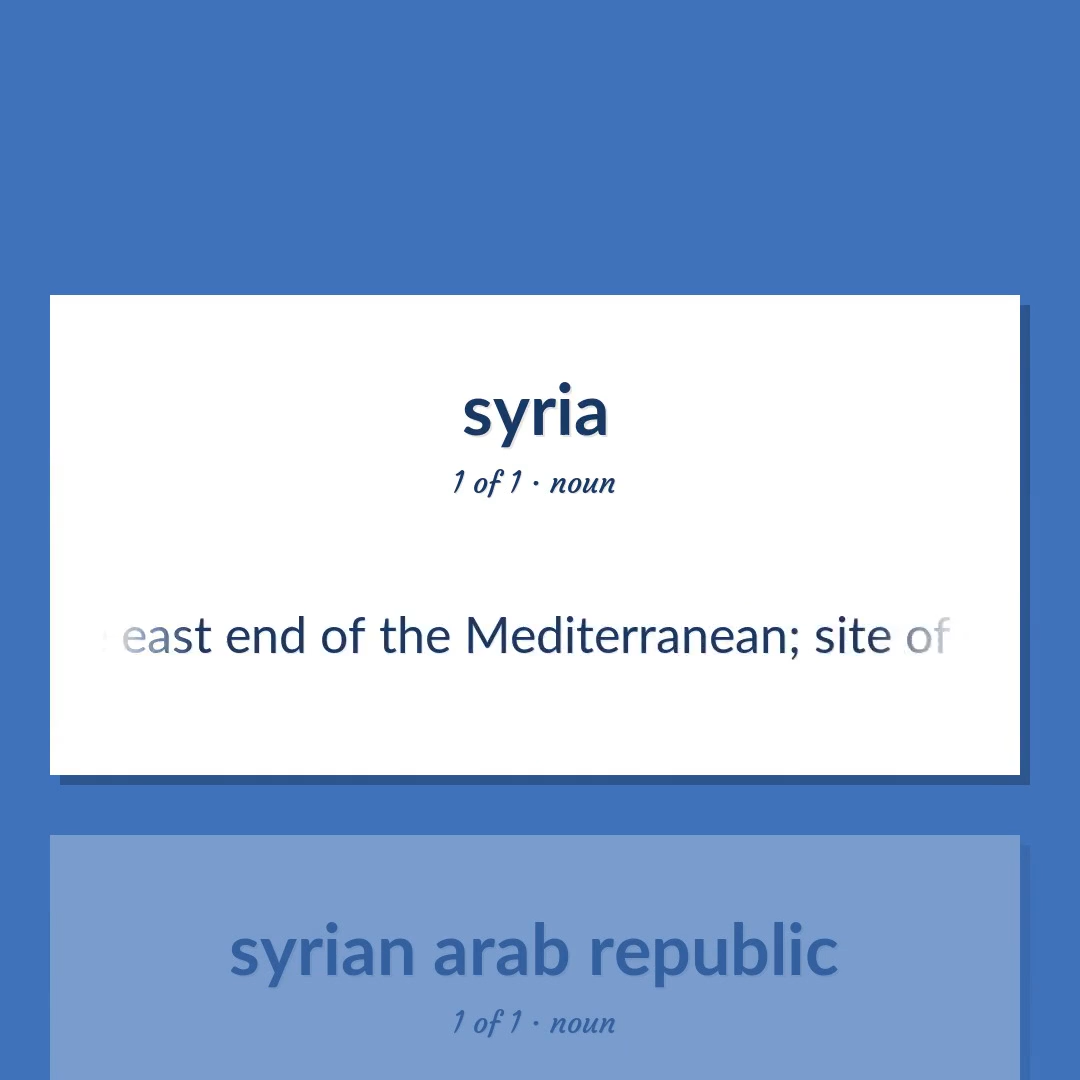 syria
1 of 1 · noun
east end of the Mediterranean; site of
syrian arab republic
1 of 1 · noun